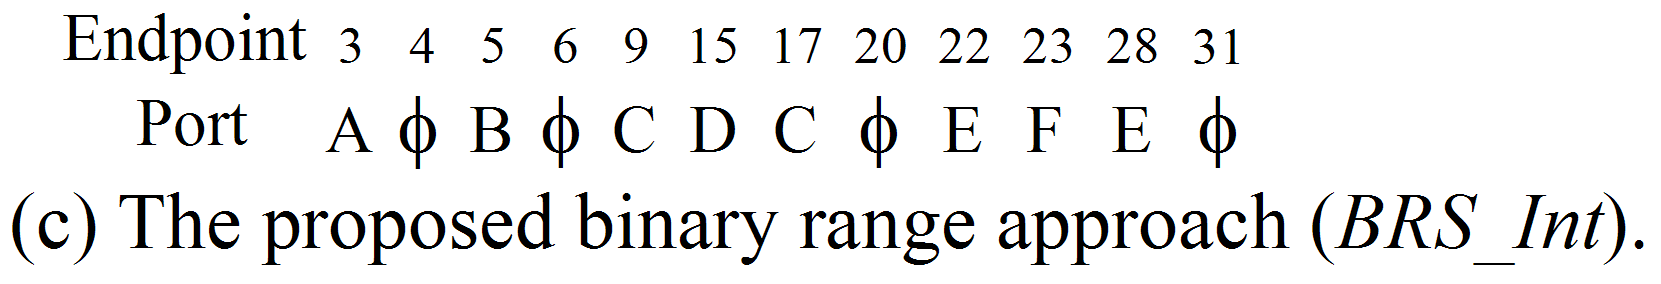 Endpoint 3 4 5 6 9 15 17 20 22 23 28 31
Port A ϕ B ϕ C D C ϕ E F E ϕ
(c) The proposed binary range approach (BRS_Int).